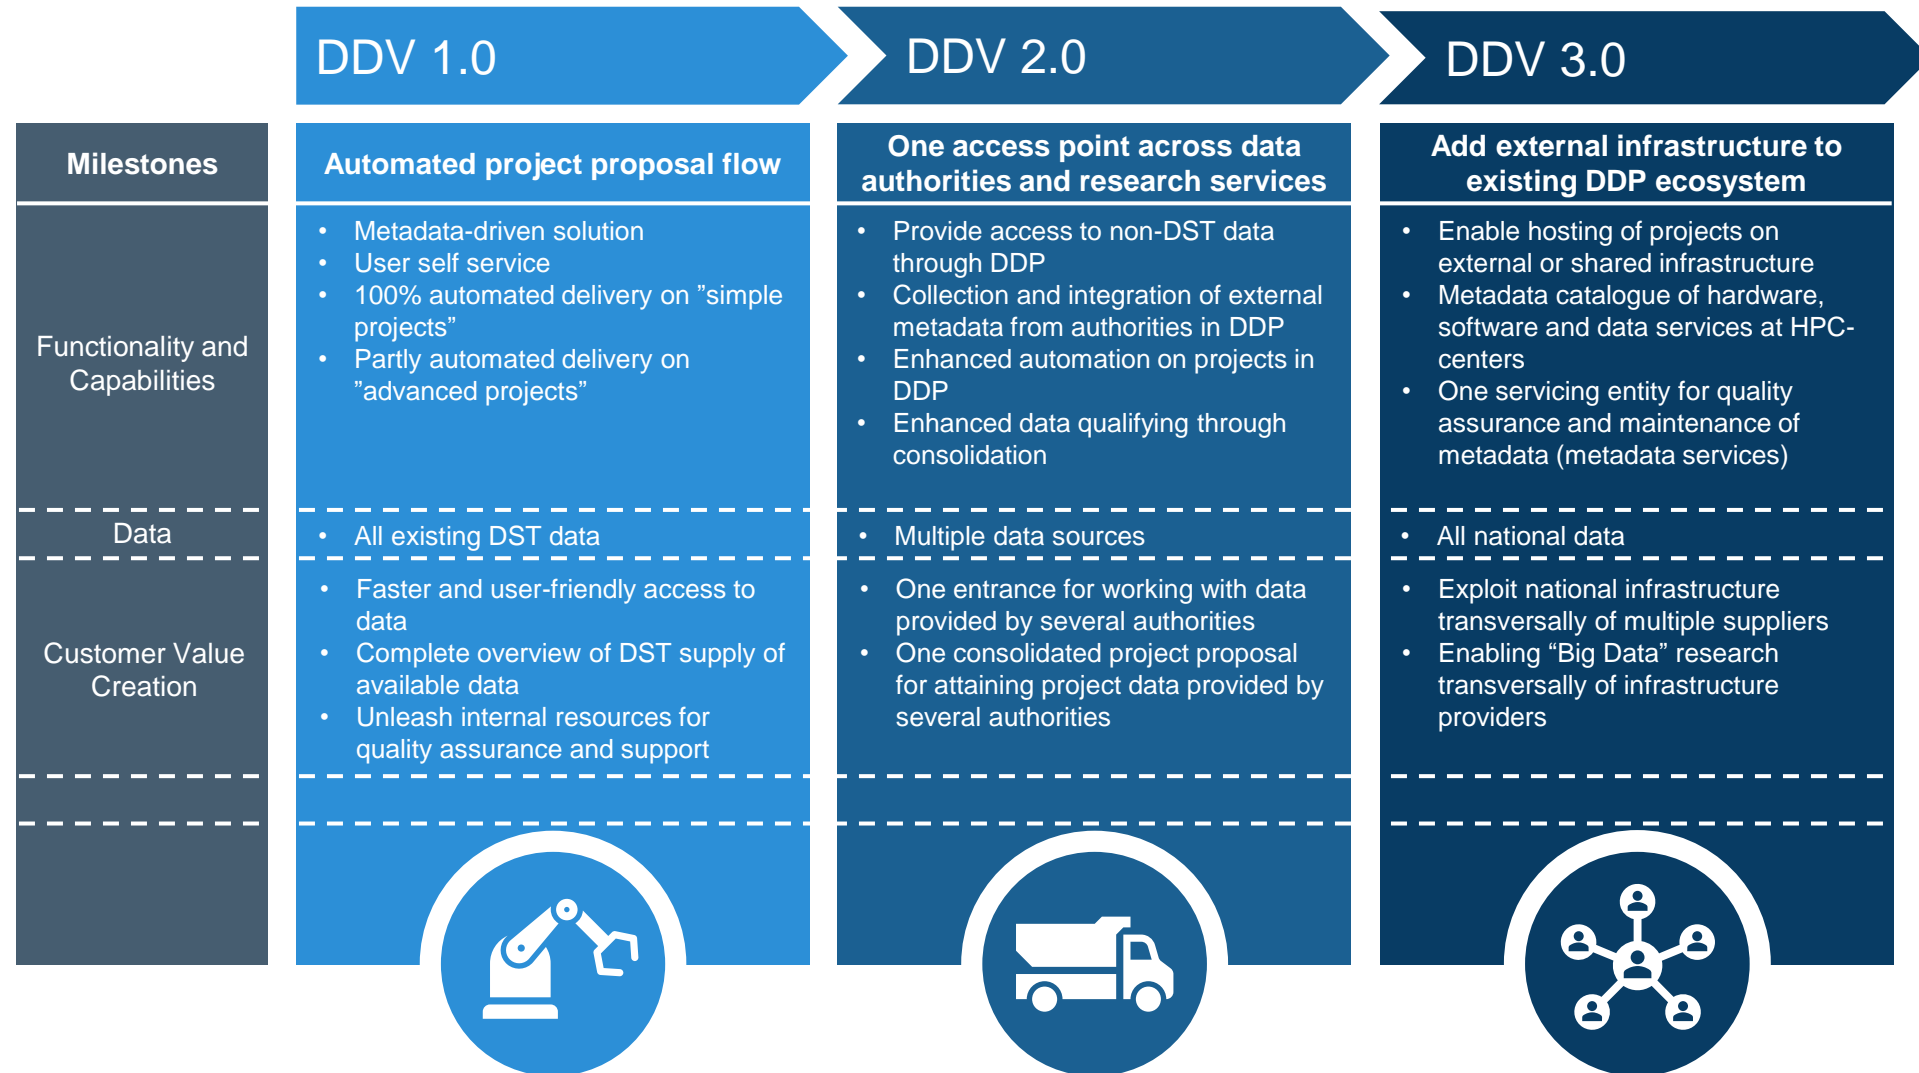 DDV 1.0
DDV 2.0
DDV 3.0
Milestones
Automated project proposal flow
One access point across data
authorities and research services
Add external infrastructure to
existing DDP ecosystem
Functionality and
Capabilities
• Metadata-driven solution
• User self service
• 100% automated delivery on ”simple
projects”
• Partly automated delivery on
”advanced projects”
• Provide access to non-DST data
through DDP
• Collection and integration of external
metadata from authorities in DDP
• Enhanced automation on projects in
DDP
• Enhanced data qualifying through
consolidation
• Enable hosting of projects on
external or shared infrastructure
• Metadata catalogue of hardware,
software and data services at HPC-
centers
• One servicing entity for quality
assurance and maintenance of
metadata (metadata services)
Data
• All existing DST data
• Multiple data sources
• All national data
Customer Value
Creation
• Faster and user-friendly access to
data
• Complete overview of DST supply of
available data
• Unleash internal resources for
quality assurance and support
• One entrance for working with data
provided by several authorities
• One consolidated project proposal
for attaining project data provided by
several authorities
• Exploit national infrastructure
transversally of multiple suppliers
• Enabling “Big Data” research
transversally of infrastructure
providers